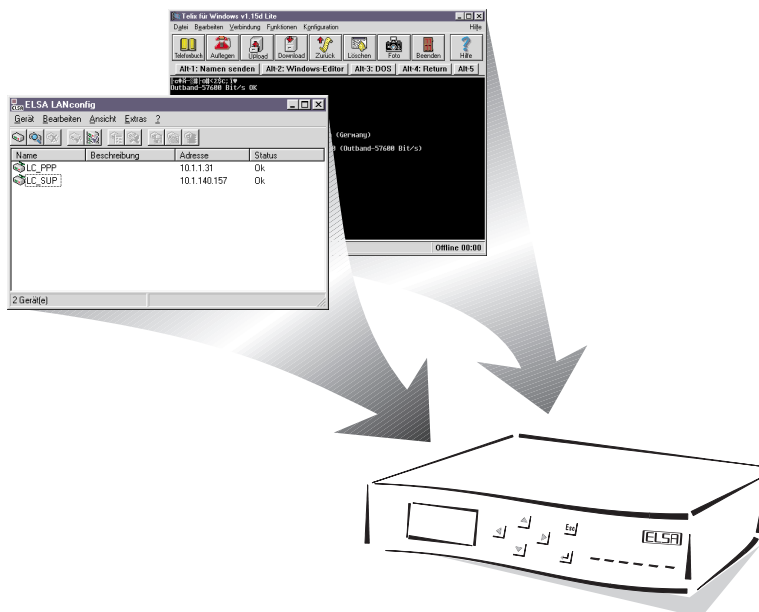 Telix für Windows v1.15d Lite
Datei Bearbeiten Verbindung Funktionen Konfiguration Hilfe
Telefonbuch Auflegen Upload Download Zurück Löschen Foto Beenden Hilfe
Alt-1: Namen senden Alt-2: Windows-Editor Alt-3: DOS Alt-4: Return Alt-5
Outband-57600 Bit/s OK
(Germany)
(Outband-57600 Bit/s)
Offline 00:00
ELSA LANconfig
Gerät Bearbeiten Ansicht Extras ?
Name Beschreibung Adresse Status
LC_PPP 10.1.1.31 Ok
LC_SUP 10.1.140.157 Ok
2 Gerät(e)
Esc
ELSA